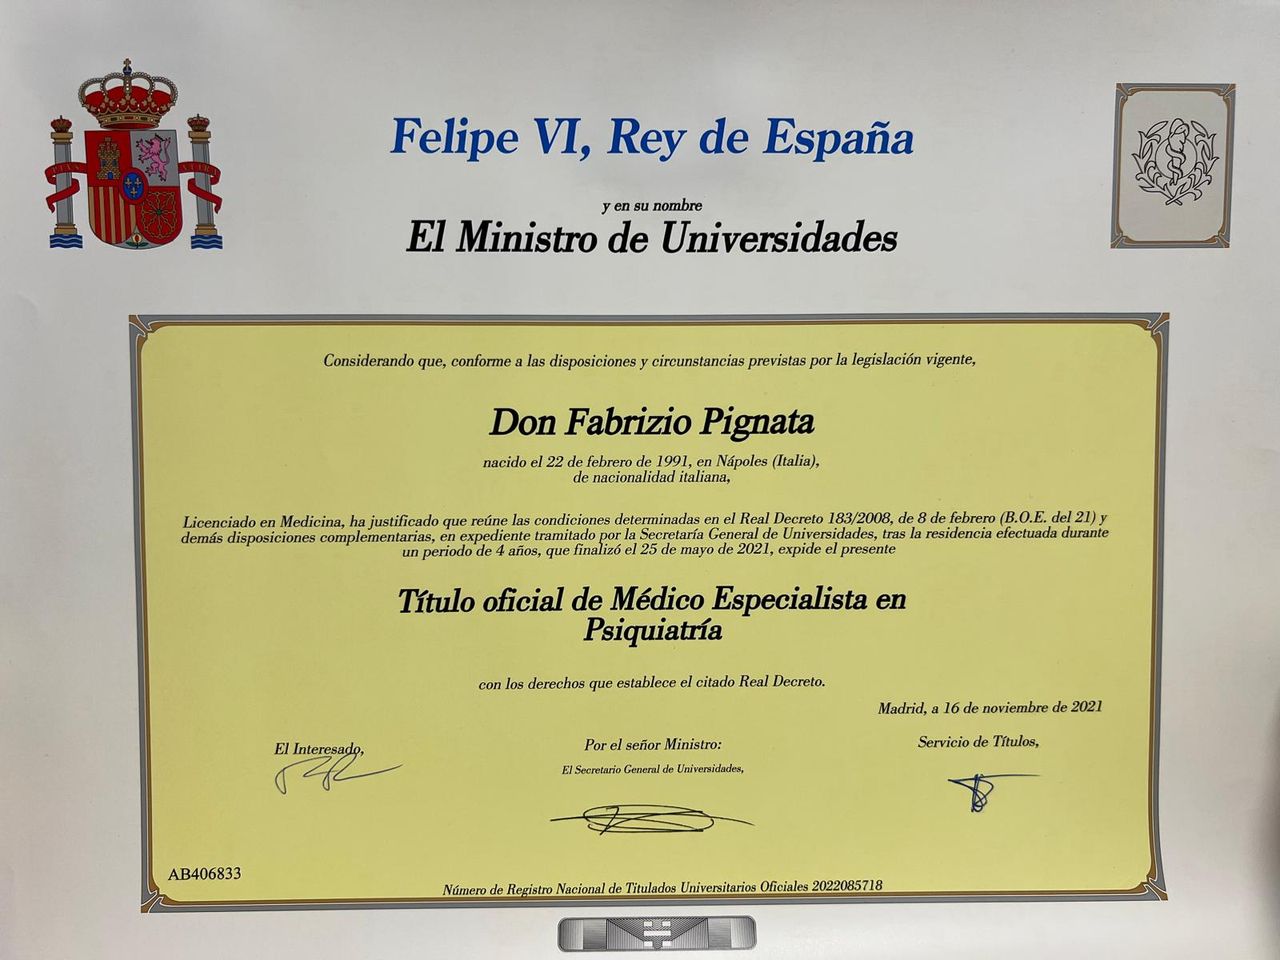 Felipe VI, Rey de España
y en su nombre
El Ministro de Universidades
Considerando que, conforme a las disposiciones y circunstancias previstas por la legislación vigente,
Don Fabrizio Pignata
nacido el 22 de febrero de 1991, en Nápoles (Italia),
de nacionalidad italiana,
Licenciado en Medicina, ha justificado que reúne las condiciones determinadas en el Real Decreto 183/2008, de 8 de febrero (B.O.E. del 21) y
demás disposiciones complementarias, en expediente tramitado por la Secretaría General de Universidades, tras la residencia efectuada durante
un periodo de 4 años, que finalizó el 25 de mayo de 2021, expide el presente
Título oficial de Médico Especialista en
Psiquiatría
con los derechos que establece el citado Real Decreto.
Madrid, a 16 de noviembre de 2021
El Interesado,
Por el señor Ministro:
El Secretario General de Universidades,
Servicio de Títulos,
AB406833
Número de Registro Nacional de Titulados Universitarios Oficiales 2022085718